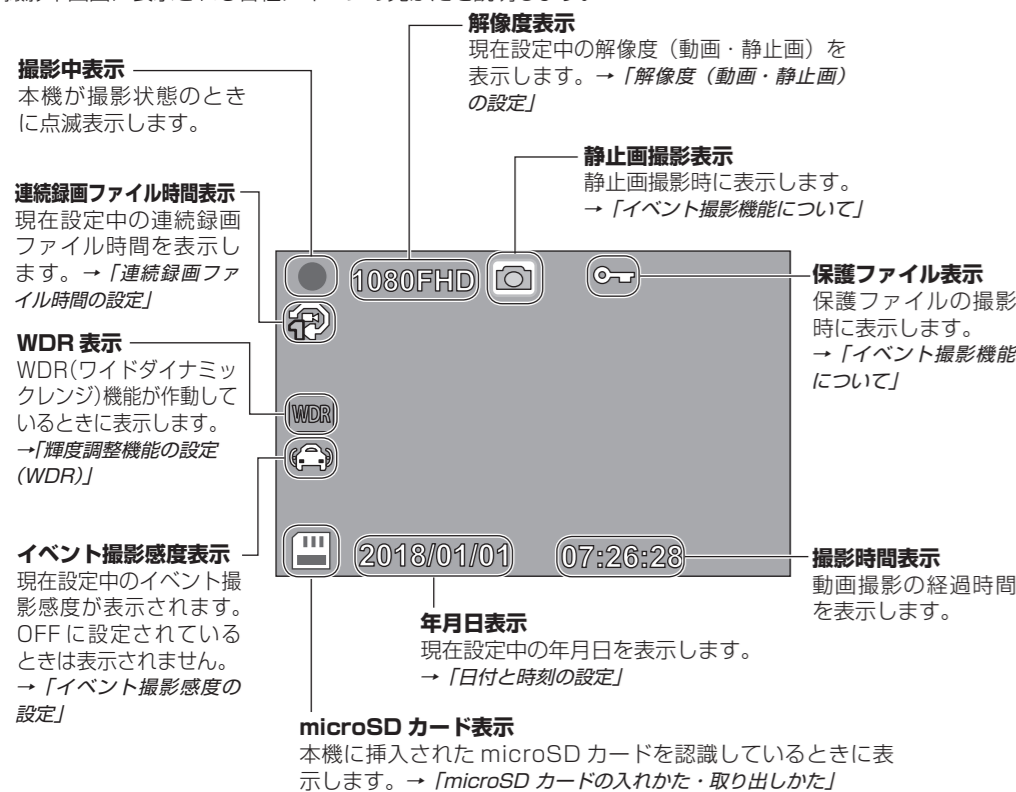 解像度表示
現在設定中の解像度（動画・静止画）を
表示します。→「解像度（動画・静止画）
の設定」
撮影中表示
本機が撮影状態のとき
に点滅表示します。
静止画撮影表示
静止画撮影時に表示します。
→「イベント撮影機能について」
連続録画ファイル時間表示
現在設定中の連続録画
ファイル時間を表示し
ます。→「連続録画ファ
イル時間の設定」
1080FHD
1
保護ファイル表示
保護ファイルの撮影
時に表示します。
→「イベント撮影機能
について」
WDR 表示
WDR（ワイドダイナミッ
クレンジ）機能が作動して
いるときに表示します。
→「輝度調整機能の設定
（WDR）」
WDR
イベント撮影感度表示
現在設定中のイベント撮
影感度が表示されます。
OFF に設定されている
ときは表示されません。
→「イベント撮影感度の
設定」
2018/01/01
07:26:28
撮影時間表示
動画撮影の経過時間
を表示します。
年月日表示
現在設定中の年月日を表示します。
→「日付と時刻の設定」
microSD カード表示
本機に挿入された microSD カードを認識しているときに表
示します。→「microSD カードの入れかた・取り出しかた」